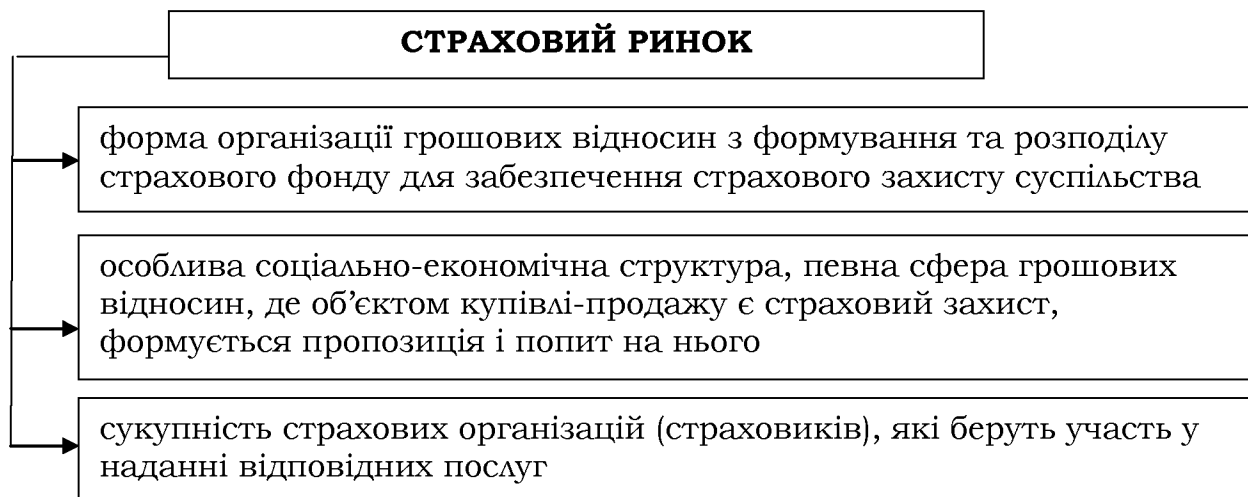 СТРАХОВИЙ РИНОК
форма організації грошових відносин з формування та розподілу
страхового фонду для забезпечення страхового захисту суспільства
особлива соціально-економічна структура, певна сфера грошових
відносин, де об’єктом купівлі-продажу є страховий захист,
формується пропозиція і попит на нього
сукупність страхових організацій (страховиків), які беруть участь у
наданні відповідних послуг